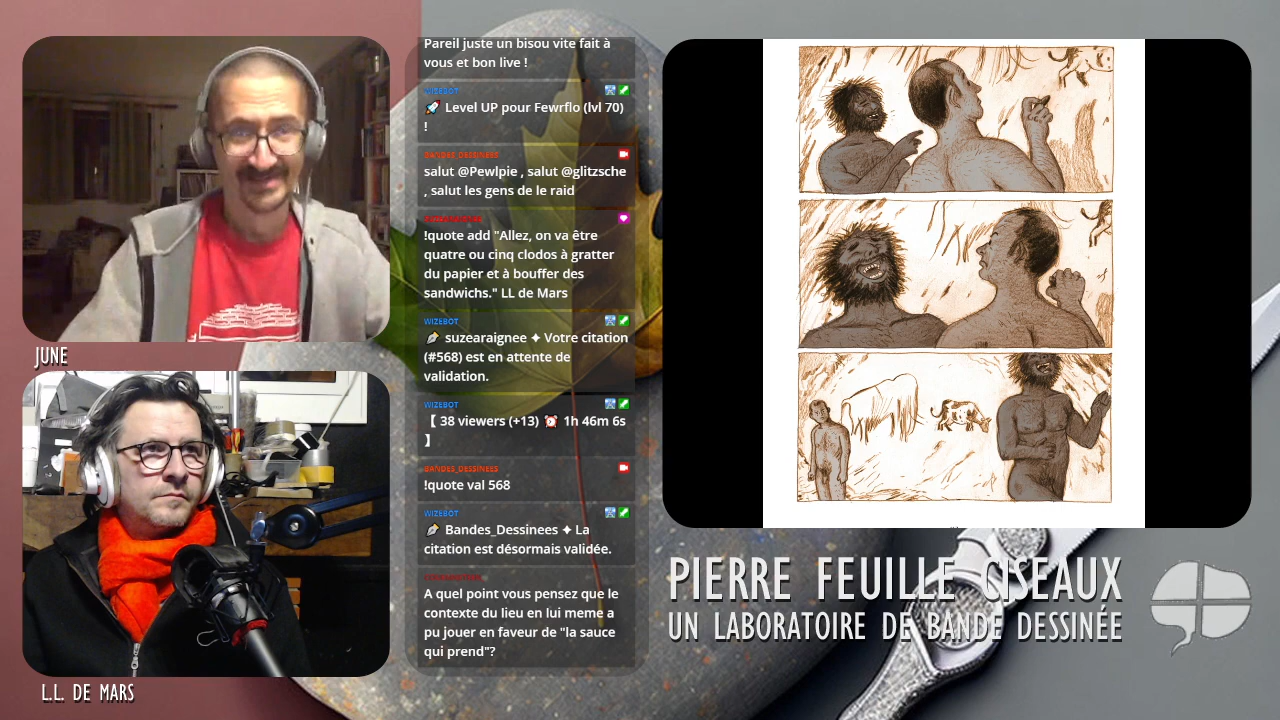 JUNE
L.L. DE MARS
Pareil juste un bisou vite fait à
vous et bon live !
WIZEBOT
🚀 Level UP pour Fewrflo (lvl 70)
!
BANDES_DESSINEES
salut @Pewlpie , salut @glitzsche
, salut les gens de le raid
!quote add "Allez, on va être
quatre ou cinq clodos à gratter
du papier et à bouffer des
sandwichs." LL de Mars
WIZEBOT
suzearaignee ✦ Votre citation
(#568) est en attente de
validation.
WIZEBOT
【 38 viewers (+13) ⏰ 1h 46m 6s
】
BANDES_DESSINEES
!quote val 568
WIZEBOT
Bandes_Dessinees ✦ La
citation est désormais validée.
A quel point vous pensez que le
contexte du lieu en lui meme a
pu jouer en faveur de "la sauce
qui prend"?
PIERRE FEUILLE CISEAUX
UN LABORATOIRE DE BANDE DESSINÉE